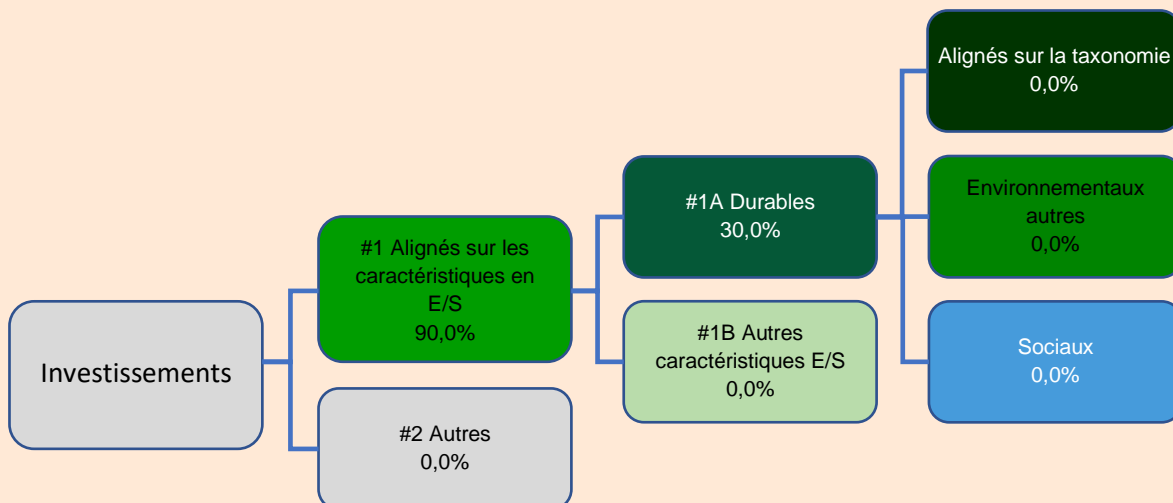 Investissements
#1 Alignés sur les
caractéristiques en
E/S
90,0%
#2 Autres
0,0%
#1A Durables
30,0%
#1B Autres
caractéristiques E/S
0,0%
Alignés sur la taxonomie
0,0%
Environnementaux
autres
0,0%
Sociaux
0,0%